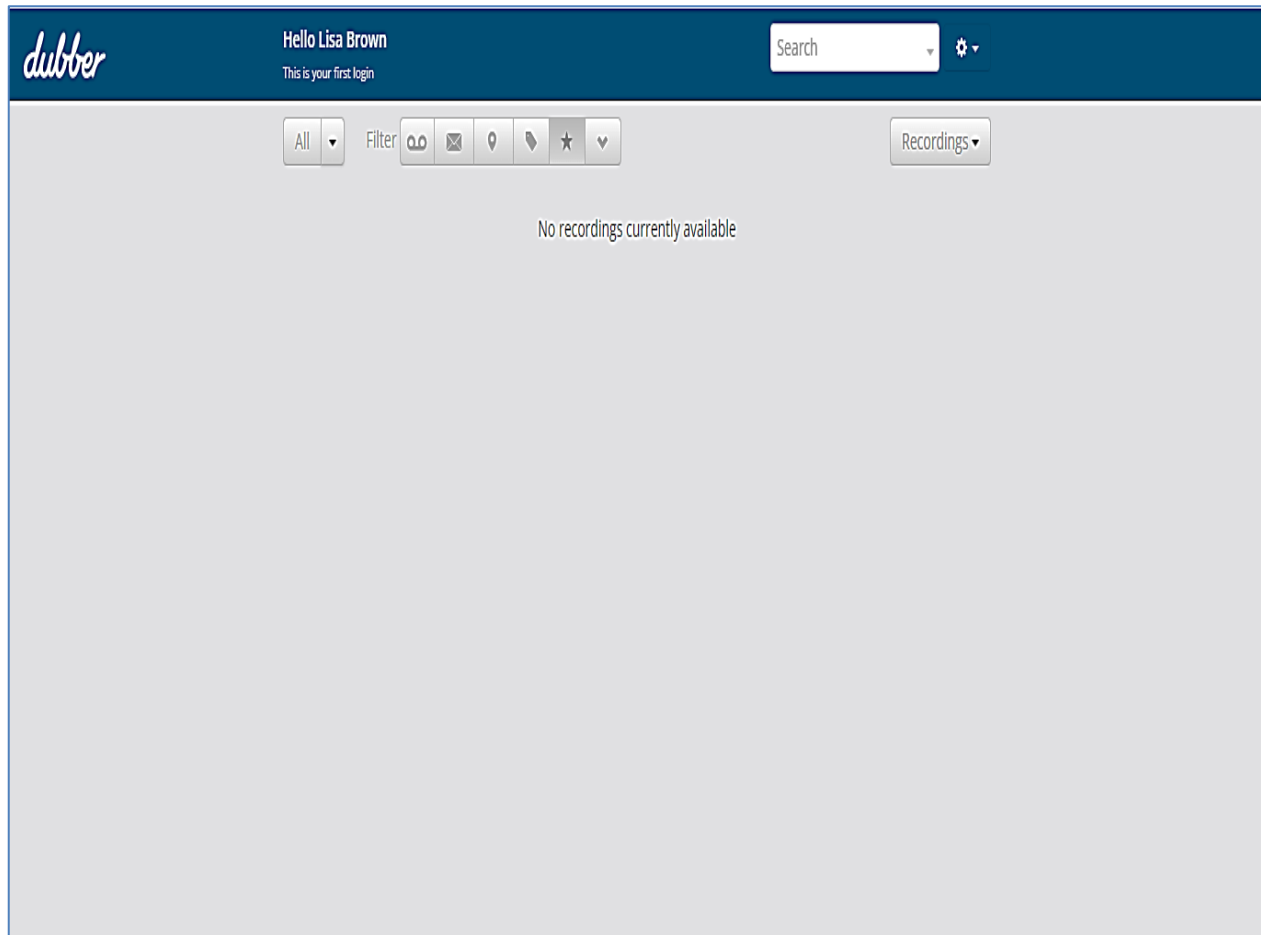 dubber
Hello Lisa Brown
This is your first login
Search
All
Filter
Recordings
No recordings currently available